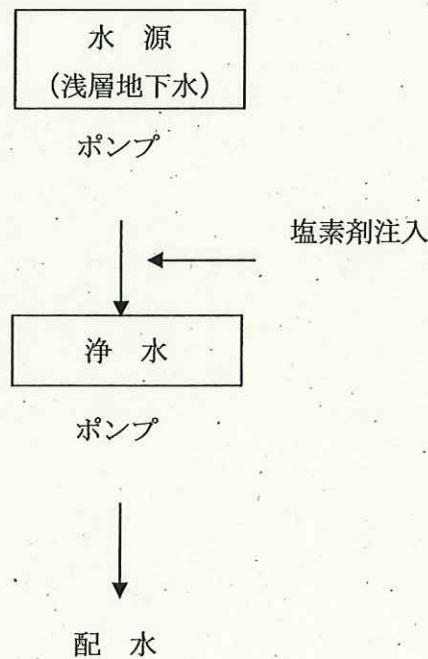 水 源
(浅層地下水)
ポンプ
塩素剤注入
浄 水
ポンプ
配 水